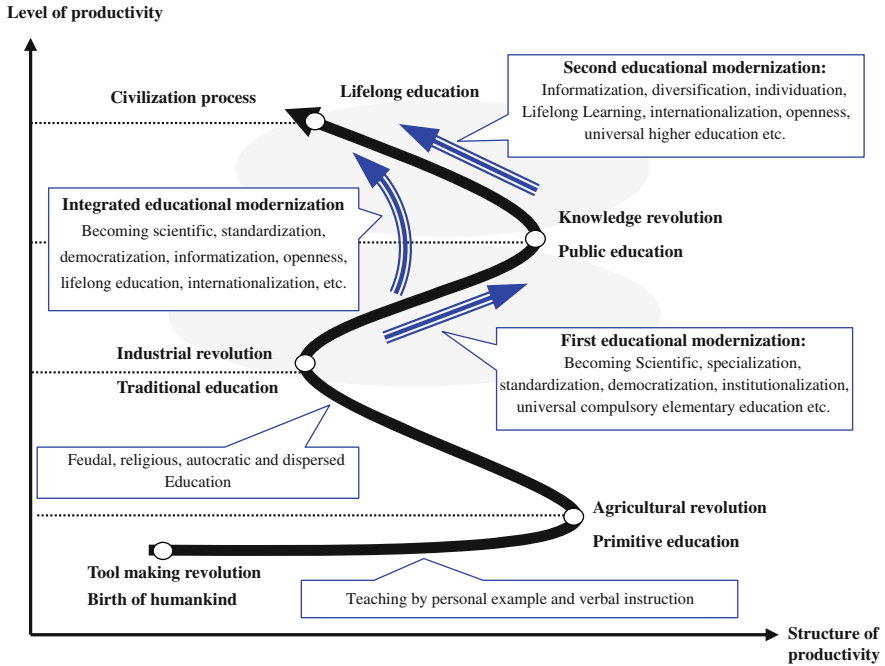 Level of productivity
Civilization process
Lifelong education
Second educational modernization:
Informatization, diversification, individuation,
Lifelong Learning, internationalization, openness,
universal higher education etc.
Integrated educational modernization
Becoming scientific, standardization,
democratization, informatization, openness,
lifelong education, internationalization, etc.
Knowledge revolution
Public education
Industrial revolution
Traditional education
First educational modernization:
Becoming Scientific, specialization,
standardization, democratization, institutionalization,
universal compulsory elementary education etc.
Feudal, religious, autocratic and dispersed
Education
Agricultural revolution
Primitive education
Tool making revolution
Birth of humankind
Teaching by personal example and verbal instruction
Structure of
productivity